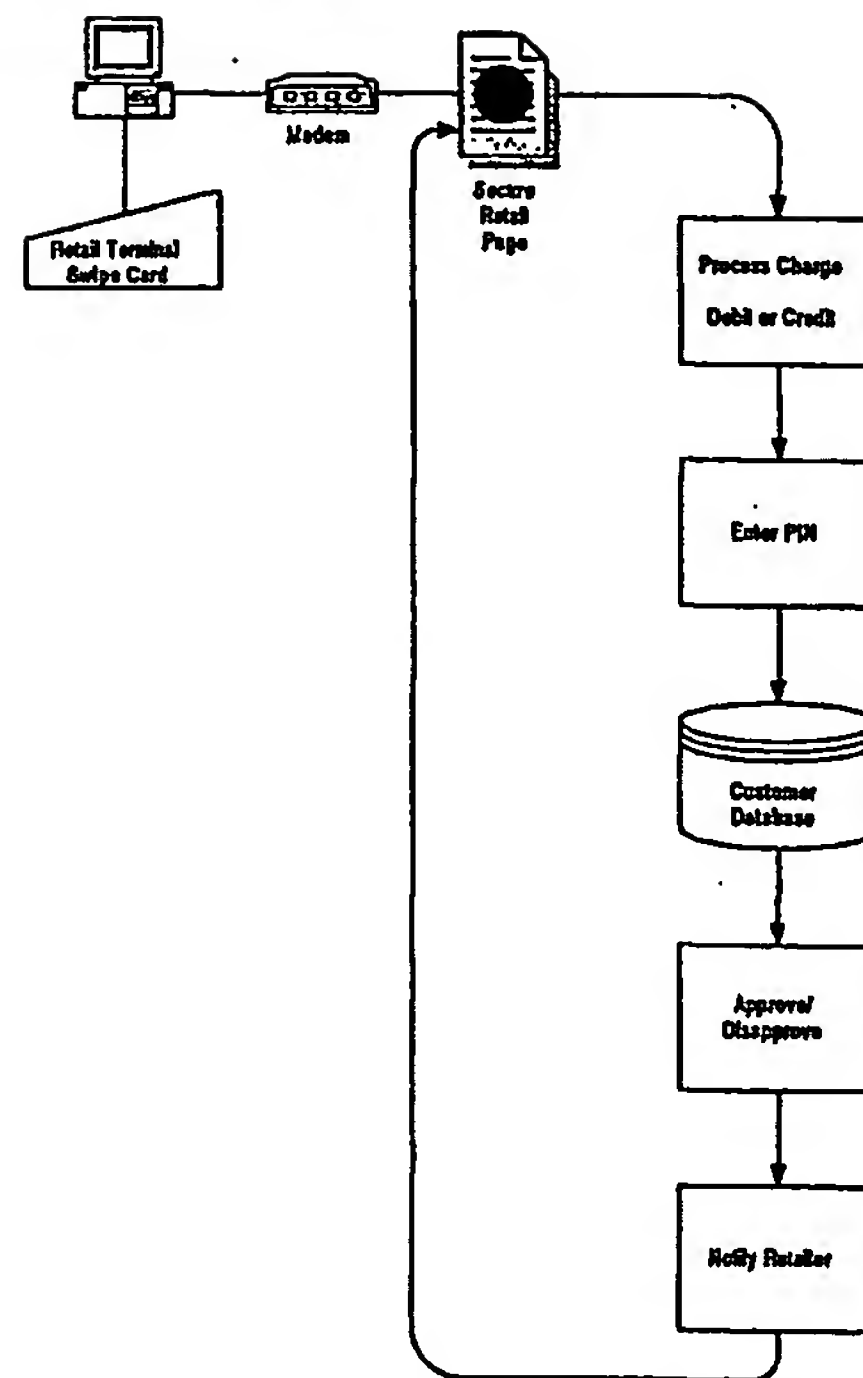 Modem
Secure
Retail
Page
Retail Terminal
Swipe Card
Process Charge
Debit or Credit
Enter PIN
Customer
Database
Approve/
Disapprove
Notify Retailer